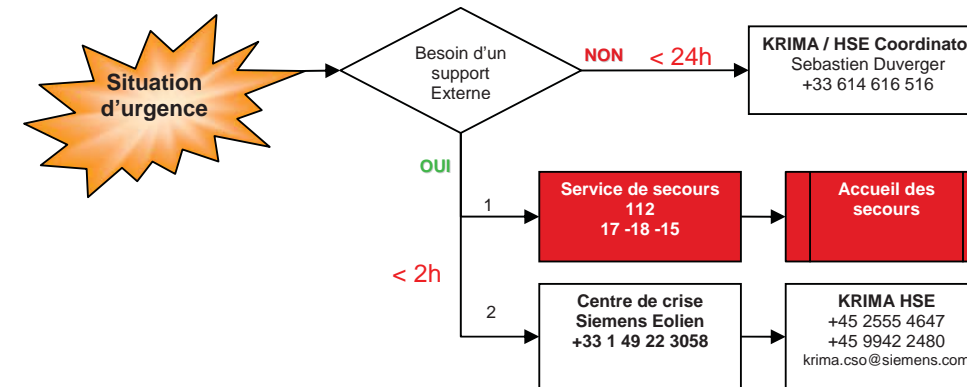 Situation
d'urgence
Besoin d'un
support
Externe
NON < 24h
KRIMA / HSE Coordinato
Sebastien Duverger
+33 614 616 516
OUI
1
Service de secours
112
17 -18 -15
Accueil des
secours
< 2h
2
Centre de crise
Siemens Eolien
+33 1 49 22 3058
KRIMA HSE
+45 2555 4647
+45 9942 2480
krima.cso@siemens.com